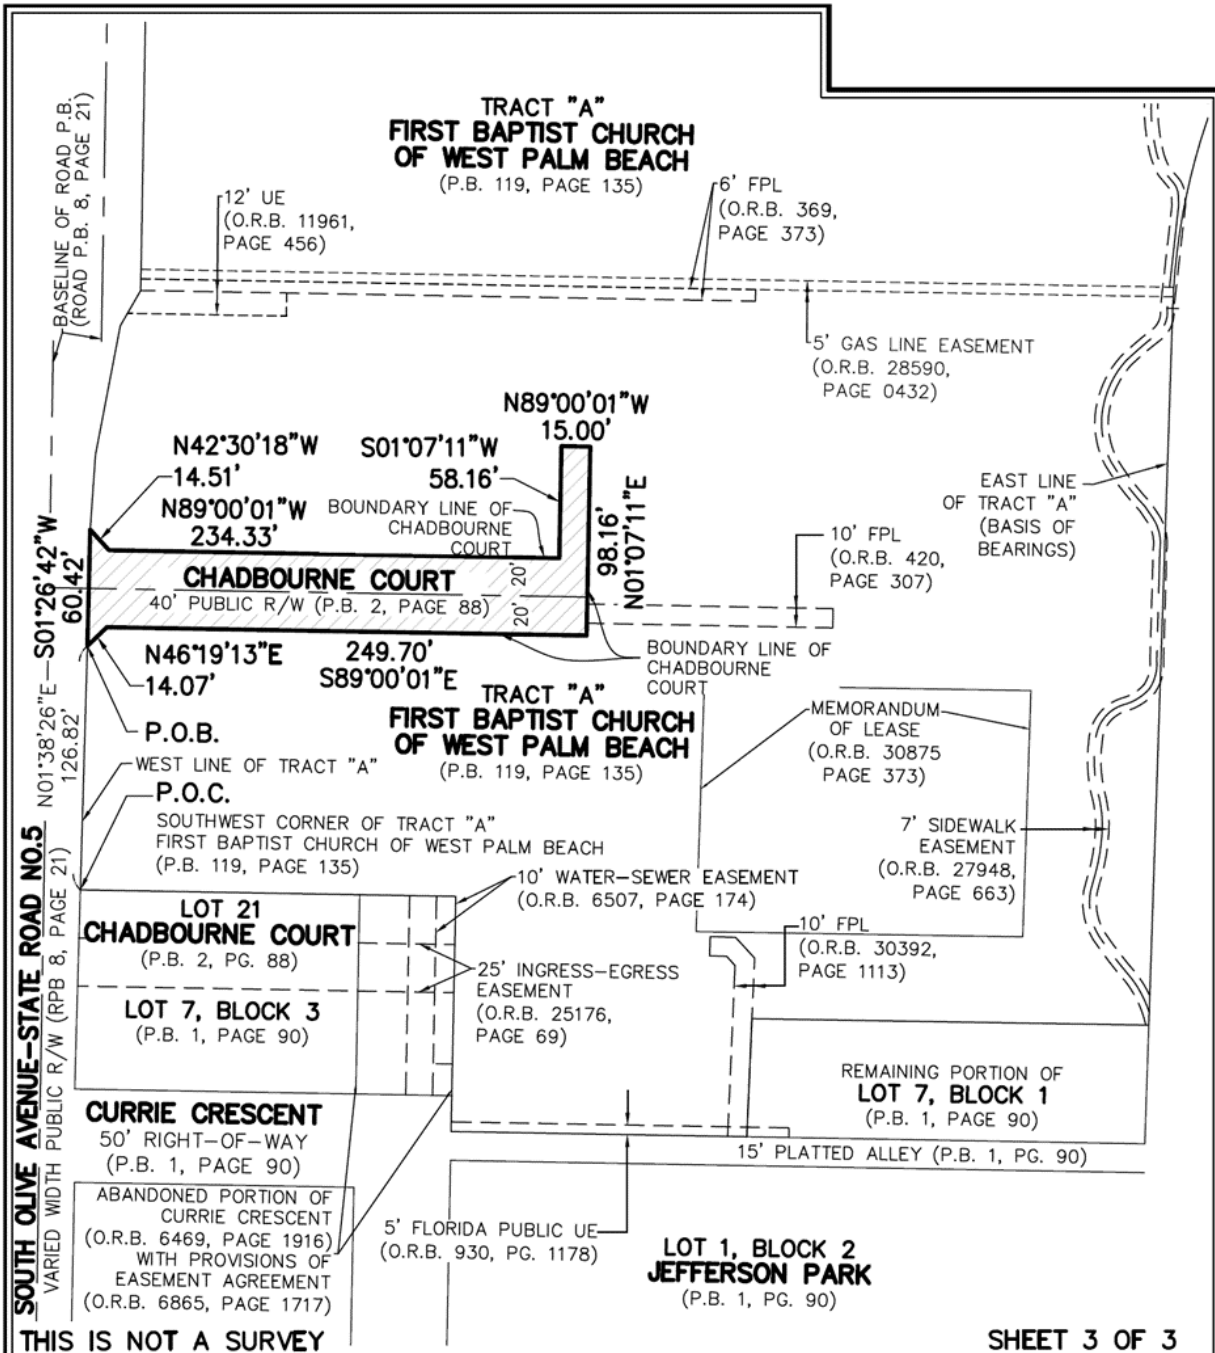 TRACT "A"
FIRST BAPTIST CHURCH
OF WEST PALM BEACH
(P.B. 119, PAGE 135)
BASELINE OF ROAD P.B.
(ROAD P.B. 8, PAGE 21)
12' UE
(O.R.B. 11961,
PAGE 456)
6' FPL
(O.R.B. 369,
PAGE 373)
5' GAS LINE EASEMENT
(O.R.B. 28590,
PAGE 0432)
N89°00'01"W
15.00'
N42°30'18"W
14.51'
S01°07'11"W
58.16'
N89°00'01"W
234.33'
BOUNDARY LINE OF
CHADBOURNE
COURT
EAST LINE
OF TRACT "A"
(BASIS OF
BEARINGS)
98.16'
N01°07'11"E
10' FPL
(O.R.B. 420,
PAGE 307)
S01°26'42"W
60.42'
CHADBOURNE COURT
40' PUBLIC R/W (P.B. 2, PAGE 88)
20'
20'
N46°19'13"E
14.07'
249.70'
S89°00'01"E
BOUNDARY LINE OF
CHADBOURNE
COURT
TRACT "A"
FIRST BAPTIST CHURCH
OF WEST PALM BEACH
(P.B. 119, PAGE 135)
P.O.B.
N01°38'26"E
126.82'
WEST LINE OF TRACT "A"
P.O.C.
SOUTHWEST CORNER OF TRACT "A"
FIRST BAPTIST CHURCH OF WEST PALM BEACH
(P.B. 119, PAGE 135)
MEMORANDUM
OF LEASE
(O.R.B. 30875
PAGE 373)
7' SIDEWALK
EASEMENT
(O.R.B. 27948,
PAGE 663)
10' WATER-SEWER EASEMENT
(O.R.B. 6507, PAGE 174)
LOT 21
CHADBOURNE COURT
(P.B. 2, PG. 88)
10' FPL
(O.R.B. 30392,
PAGE 1113)
25' INGRESS-EGRESS
EASEMENT
(O.R.B. 25176,
PAGE 69)
LOT 7, BLOCK 3
(P.B. 1, PAGE 90)
REMAINING PORTION OF
LOT 7, BLOCK 1
(P.B. 1, PAGE 90)
SOUTH OLIVE AVENUE-STATE ROAD NO.5
VARIED WIDTH PUBLIC R/W (RPB 8, PAGE 21)
CURRIE CRESCENT
50' RIGHT-OF-WAY
(P.B. 1, PAGE 90)
15' PLATTED ALLEY (P.B. 1, PG. 90)
ABANDONED PORTION OF
CURRIE CRESCENT
(O.R.B. 6469, PAGE 1916)
WITH PROVISIONS OF
EASEMENT AGREEMENT
(O.R.B. 6865, PAGE 1717)
5' FLORIDA PUBLIC UE
(O.R.B. 930, PG. 1178)
LOT 1, BLOCK 2
JEFFERSON PARK
(P.B. 1, PG. 90)
THIS IS NOT A SURVEY
SHEET 3 OF 3